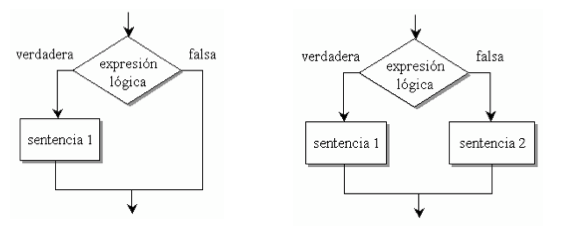 verdadera
falsa
expresión
lógica
sentencia 1
verdadera
falsa
expresión
lógica
sentencia 1
sentencia 2